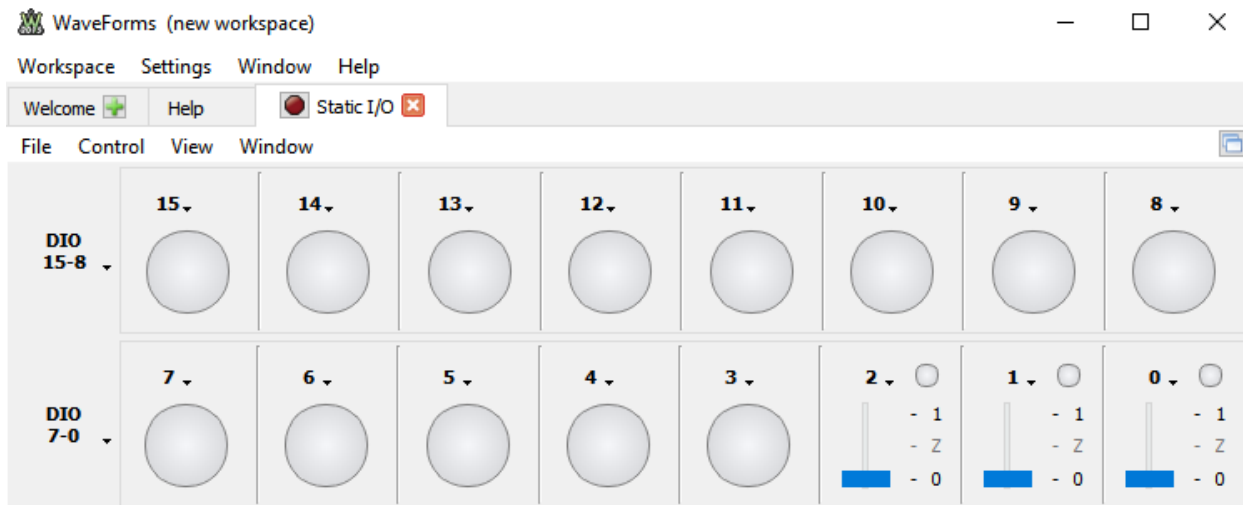 WaveForms (new workspace)
Workspace Settings Window Help
Welcome Help Static I/O
File Control View Window
DIO 15-8
15 14 13 12 11 10 9 8
DIO 7-0
7 6 5 4 3 2 1 0
- 1 - 1 - 1
- Z - Z - Z
- 0 - 0 - 0